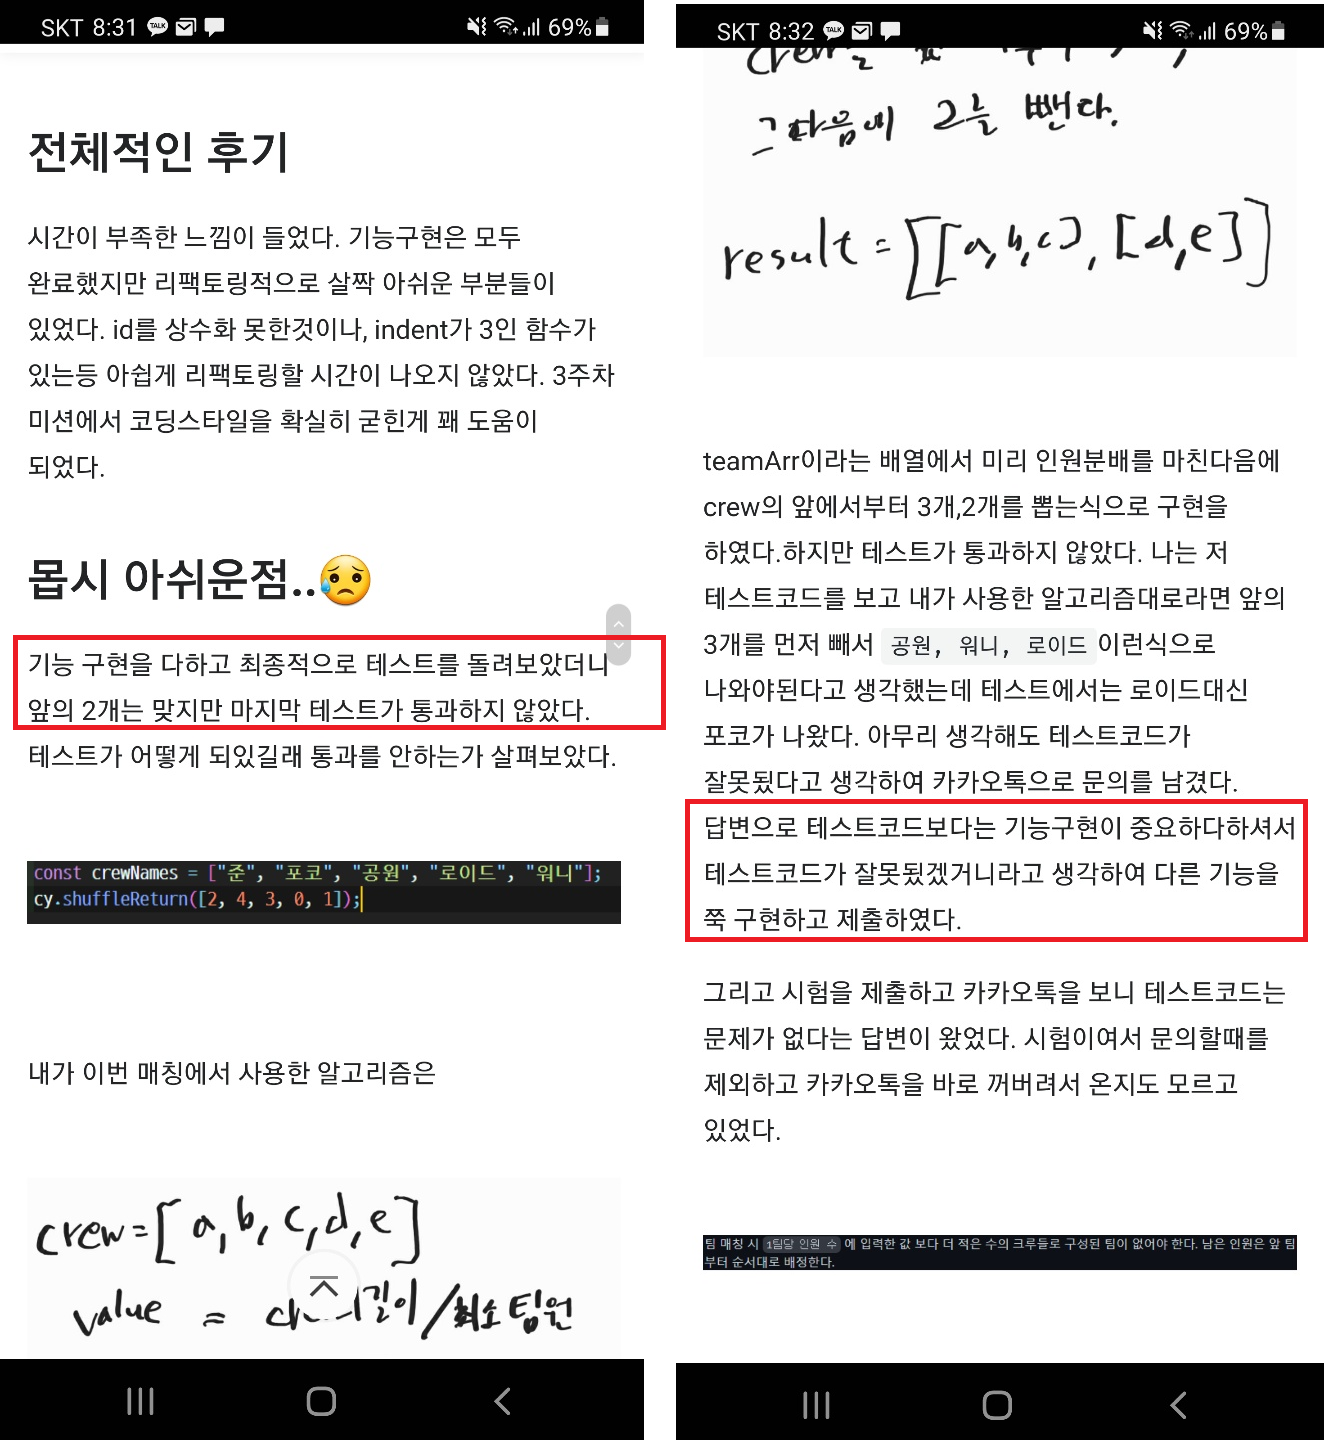 SKT 8:31 TALK 69%
전체적인 후기
시간이 부족한 느낌이 들었다. 기능구현은 모두
완료했지만 리팩토링적으로 살짝 아쉬운 부분들이
있었다. id를 상수화 못한것이나, indent가 3인 함수가
있는등 아쉽게 리팩토링할 시간이 나오지 않았다. 3주차
미션에서 코딩스타일을 확실히 굳힌게 꽤 도움이
되었다.
몹시 아쉬운점..😥
기능 구현을 다하고 최종적으로 테스트를 돌려보았더니
앞의 2개는 맞지만 마지막 테스트가 통과하지 않았다.
테스트가 어떻게 되있길래 통과를 안하는가 살펴보았다.
const crewNames = ["준", "포코", "공원", "로이드", "워니"];
cy.shuffleReturn([2, 4, 3, 0, 1]);
내가 이번 매칭에서 사용한 알고리즘은
crew=[a,b,c,d,e]
value = 길이/최소팀원
SKT 8:32 TALK 69%
그다음에 2를 뺀다.
result=[[a,b,c],[d,e]]
teamArr이라는 배열에서 미리 인원분배를 마친다음에
crew의 앞에서부터 3개,2개를 뽑는식으로 구현을
하였다.하지만 테스트가 통과하지 않았다. 나는 저
테스트코드를 보고 내가 사용한 알고리즘대로라면 앞의
3개를 먼저 빼서 공원, 워니, 로이드이런식으로
나와야된다고 생각했는데 테스트에서는 로이드대신
포코가 나왔다. 아무리 생각해도 테스트코드가
잘못됬다고 생각하여 카카오톡으로 문의를 남겼다.
답변으로 테스트코드보다는 기능구현이 중요하다하셔서
테스트코드가 잘못됬겠거니라고 생각하여 다른 기능을
쭉 구현하고 제출하였다.
그리고 시험을 제출하고 카카오톡을 보니 테스트코드는
문제가 없다는 답변이 왔었다. 시험이여서 문의할때를
제외하고 카카오톡을 바로 꺼버려서 온지도 모르고
있었다.
팀 매칭 시 1팀당 인원 수 에 입력한 값 보다 더 적은 수의 크루들로 구성된 팀이 없어야 한다. 남은 인원은 앞 팀
부터 순서대로 배정한다.